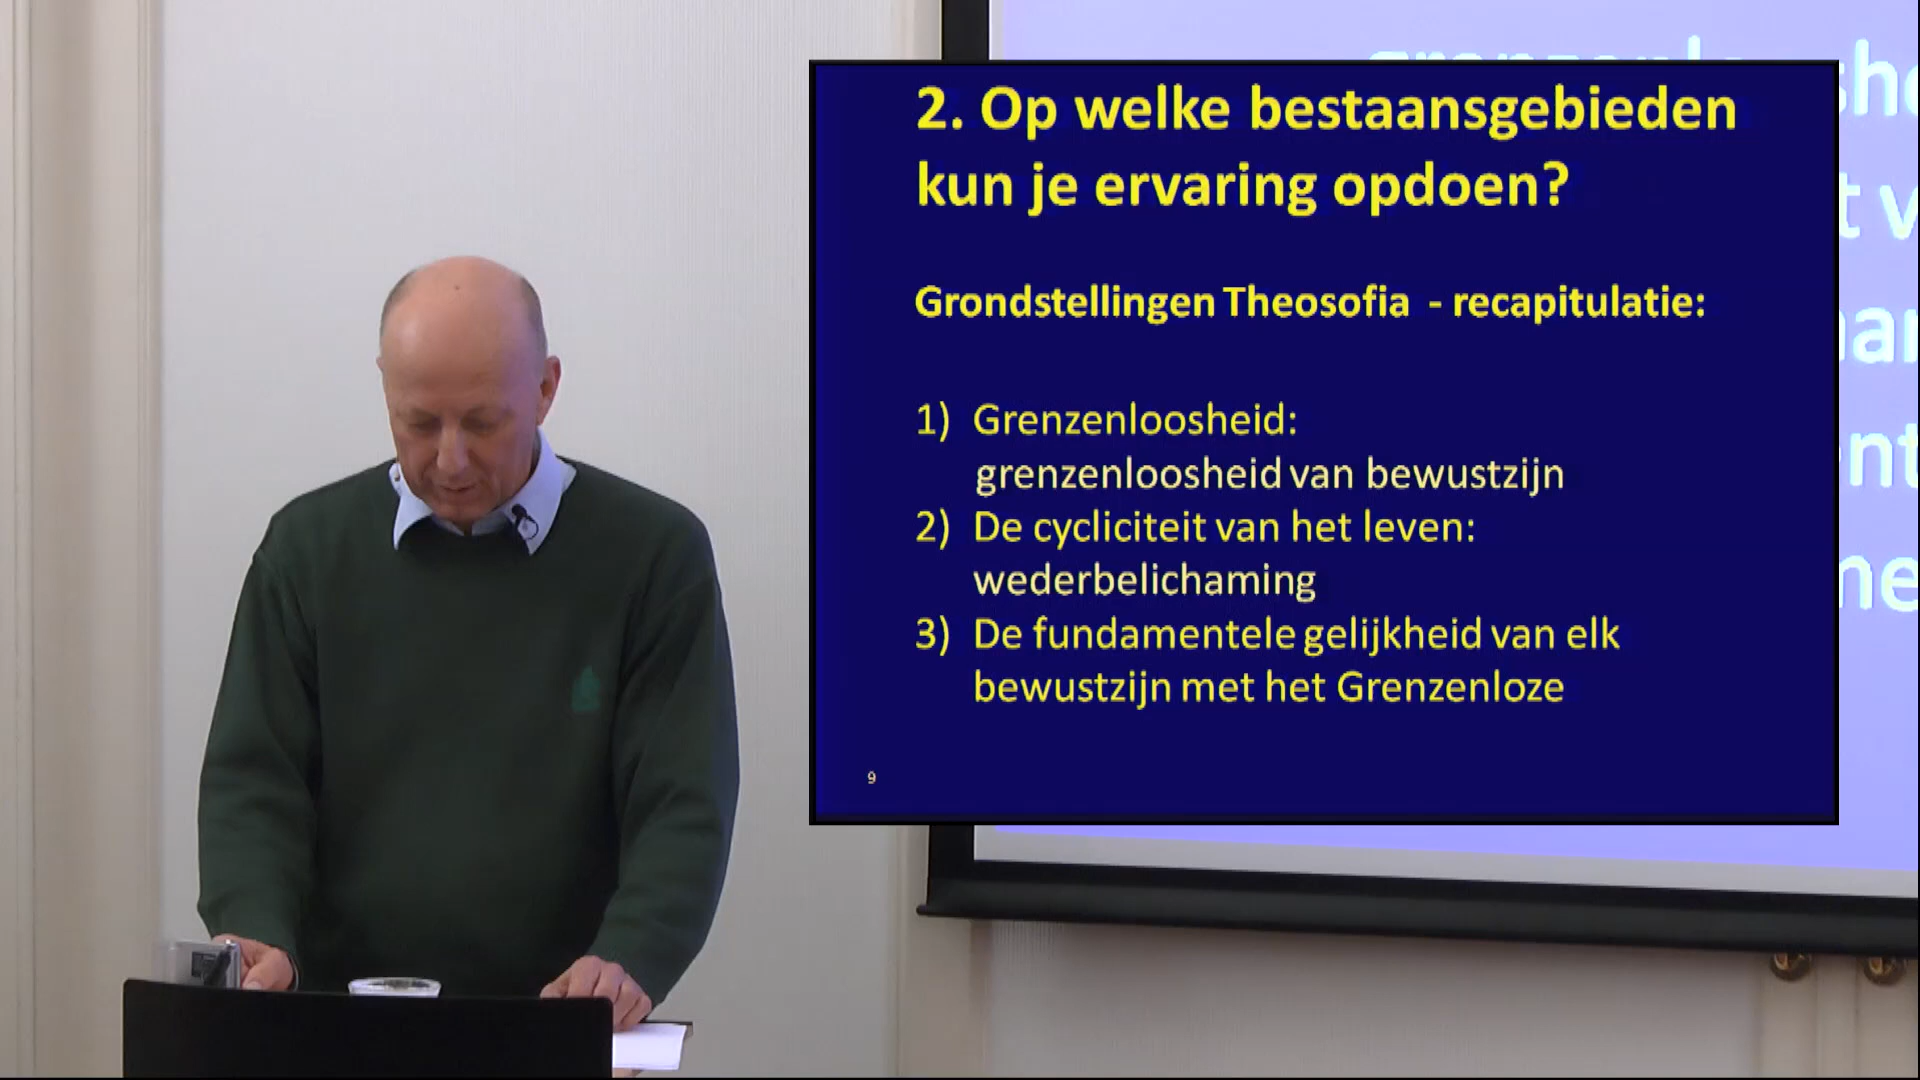 2. Op welke bestaansgebieden
kun je ervaring opdoen?
Grondstellingen Theosofia - recapitulatie:
1) Grenzenloosheid:
grenzenloosheid van bewustzijn
2) De cycliciteit van het leven:
wederbelichaming
3) De fundamentele gelijkheid van elk
bewustzijn met het Grenzenloze
9